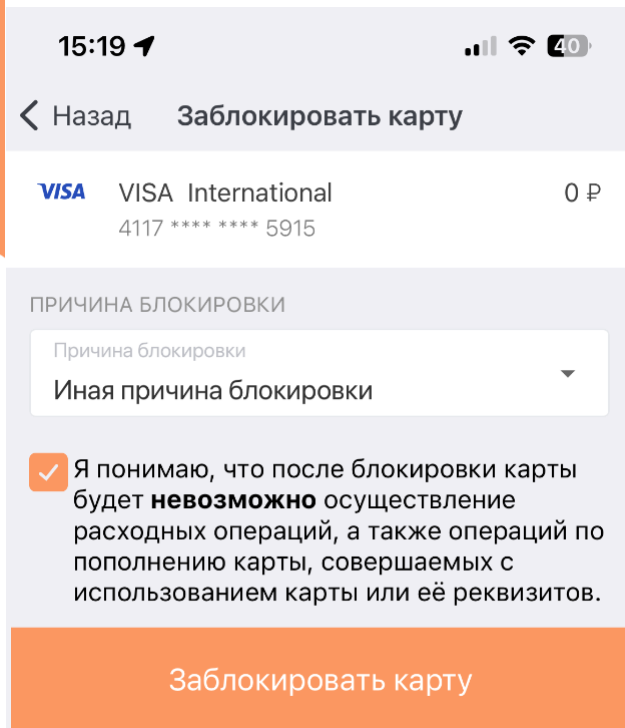 15:19 40
Назад Заблокировать карту
VISA VISA International 0 ₽
4117 **** **** 5915
ПРИЧИНА БЛОКИРОВКИ
Причина блокировки
Иная причина блокировки
Я понимаю, что после блокировки карты
будет невозможно осуществление
расходных операций, а также операций по
пополнению карты, совершаемых с
использованием карты или её реквизитов.
Заблокировать карту